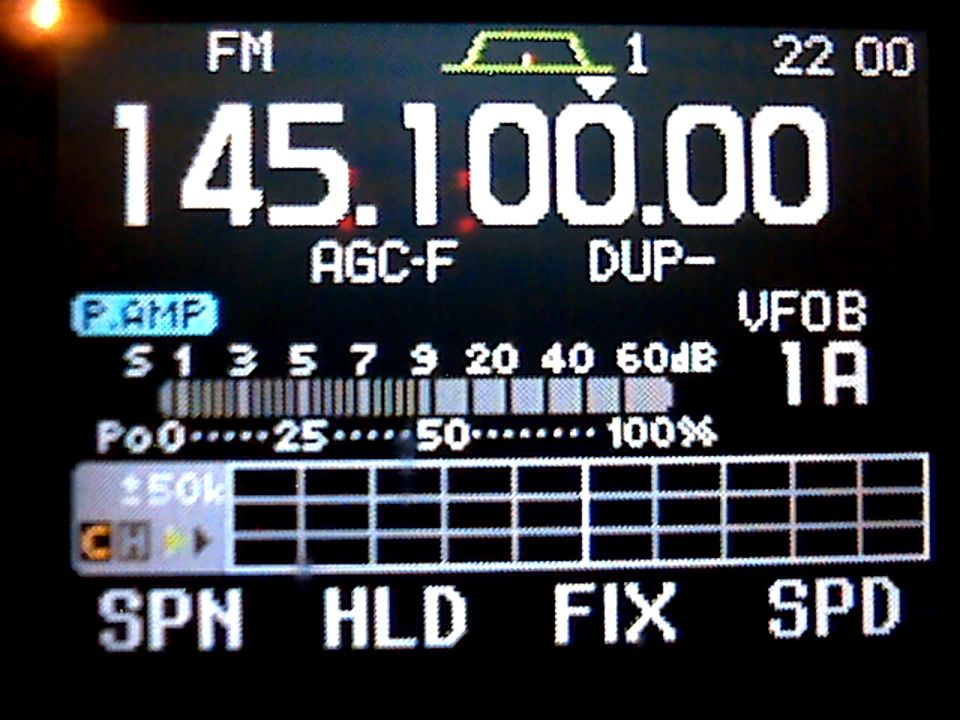 FM 1 22 00
145.100.00
AGC-F DUP-
P.AMP VFOB
S 1 3 5 7 9 20 40 60dB 1A
Po0·····25·····50········100%
±50k
C H
SPN HLD FIX SPD